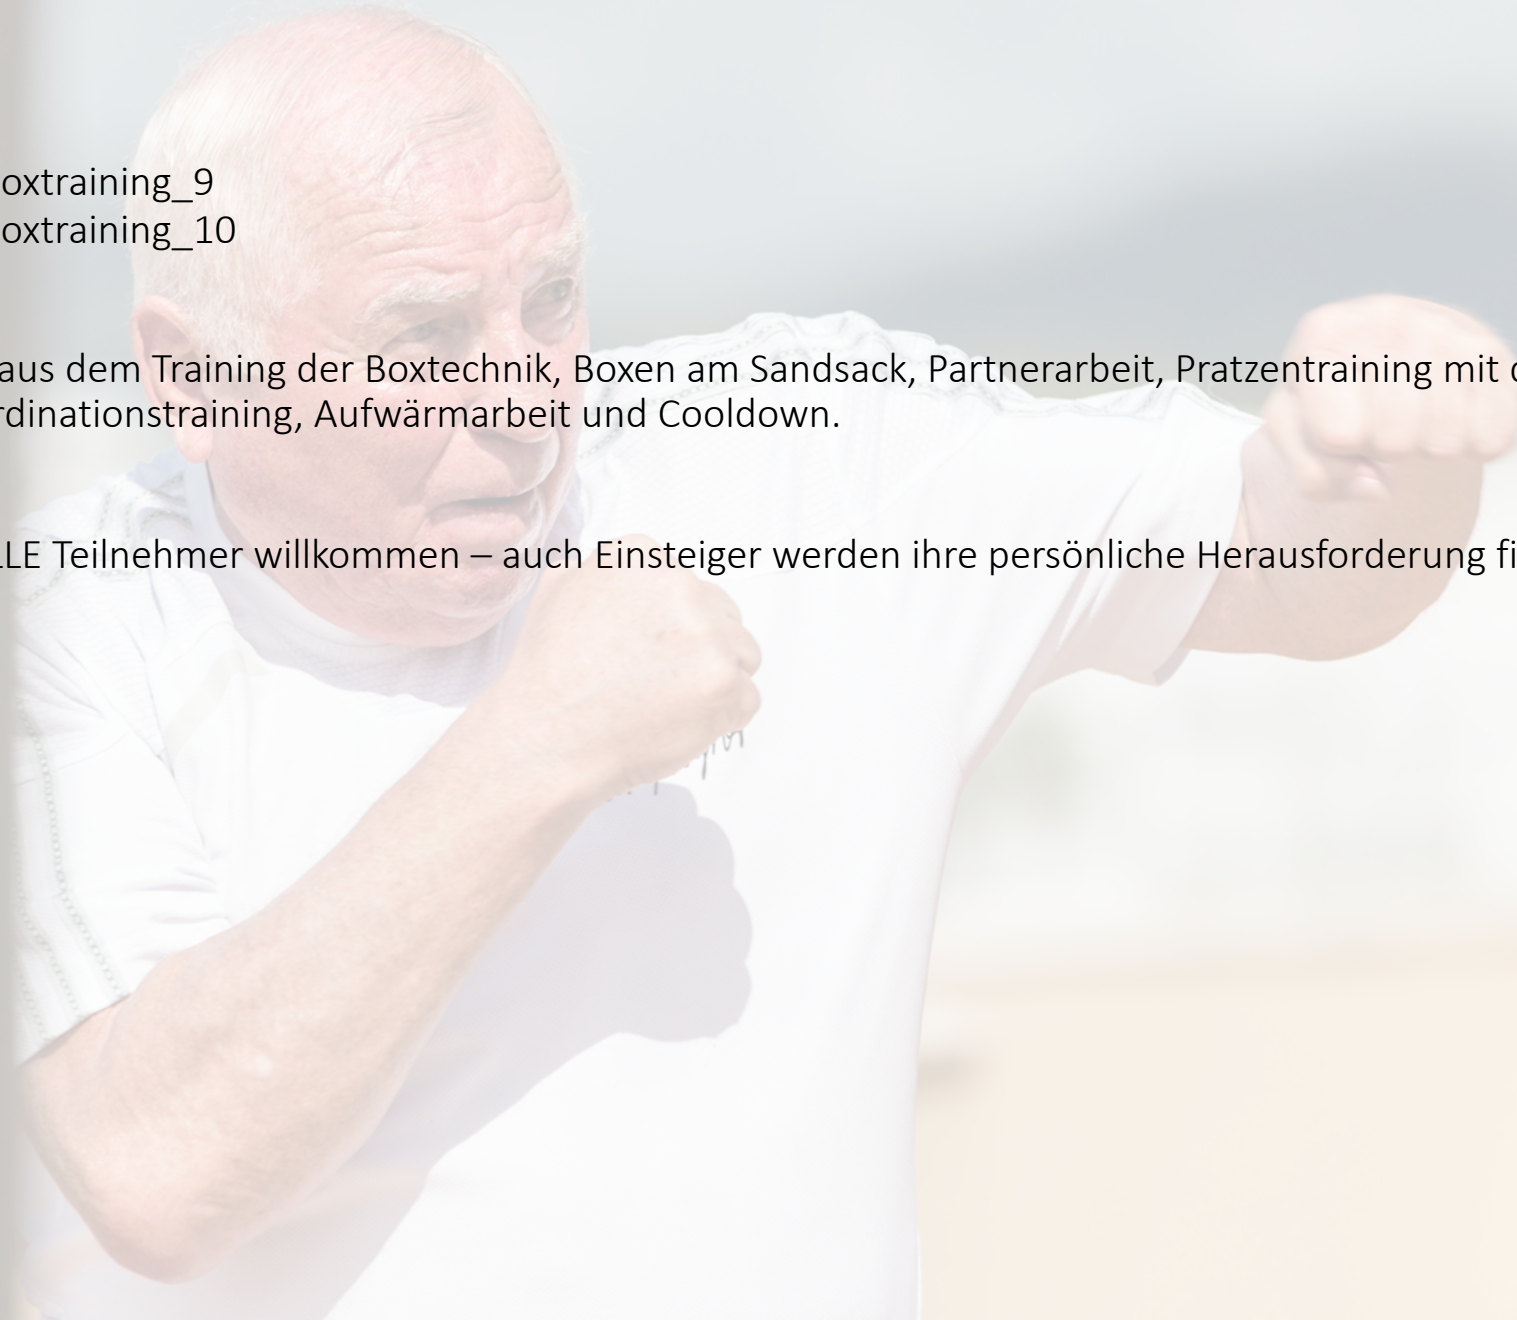 oxtraining_9
oxtraining_10
aus dem Training der Boxtechnik, Boxen am Sandsack, Partnerarbeit, Pratzentraining mit
rdinationstraining, Aufwärmarbeit und Cooldown.
LLE Teilnehmer willkommen – auch Einsteiger werden ihre persönliche Herausforderung fi